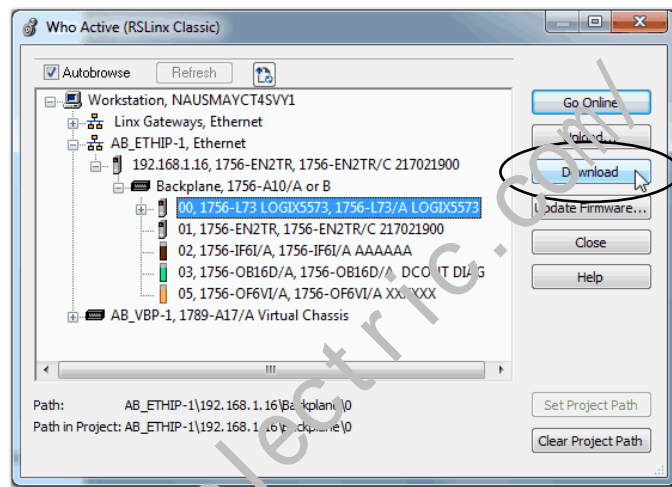 Who Active (RSLinx Classic)
Autobrowse
Refresh
Workstation, NAUSMAYCT4SVY1
Linx Gateways, Ethernet
AB_ETHIP-1, Ethernet
192.168.1.16, 1756-EN2TR, 1756-EN2TR/C 217021900
Backplane, 1756-A10/A or B
00, 1756-L73 LOGIX5573, 1756-L73/A LOGIX5573
01, 1756-EN2TR, 1756-EN2TR/C 217021900
02, 1756-IF6I/A, 1756-IF6I/A AAAAAA
03, 1756-OB16D/A, 1756-OB16D/A DCOUT DIAG
05, 1756-OF6VI/A, 1756-OF6VI/A XXXXXX
AB_VBP-1, 1789-A17/A Virtual Chassis
Go Online
Upload...
Download
Update Firmware...
Close
Help
Path: AB_ETHIP-1\192.168.1.16\Backplane\0
Path in Project: AB_ETHIP-1\192.168.1.16\Backplane\0
Set Project Path
Clear Project Path
lectric.com/